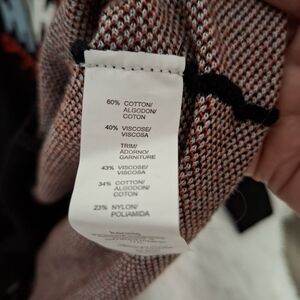 60% COTTON/
ALGODON/
COTON
40% VISCOSE/
VISCOSA
TRIM/
ADORNO/
GARNITURE
43% VISCOSE/
VISCOSA
34% COTTON/
ALGODON/
COTON
23% NYLON/
POLIAMIDA